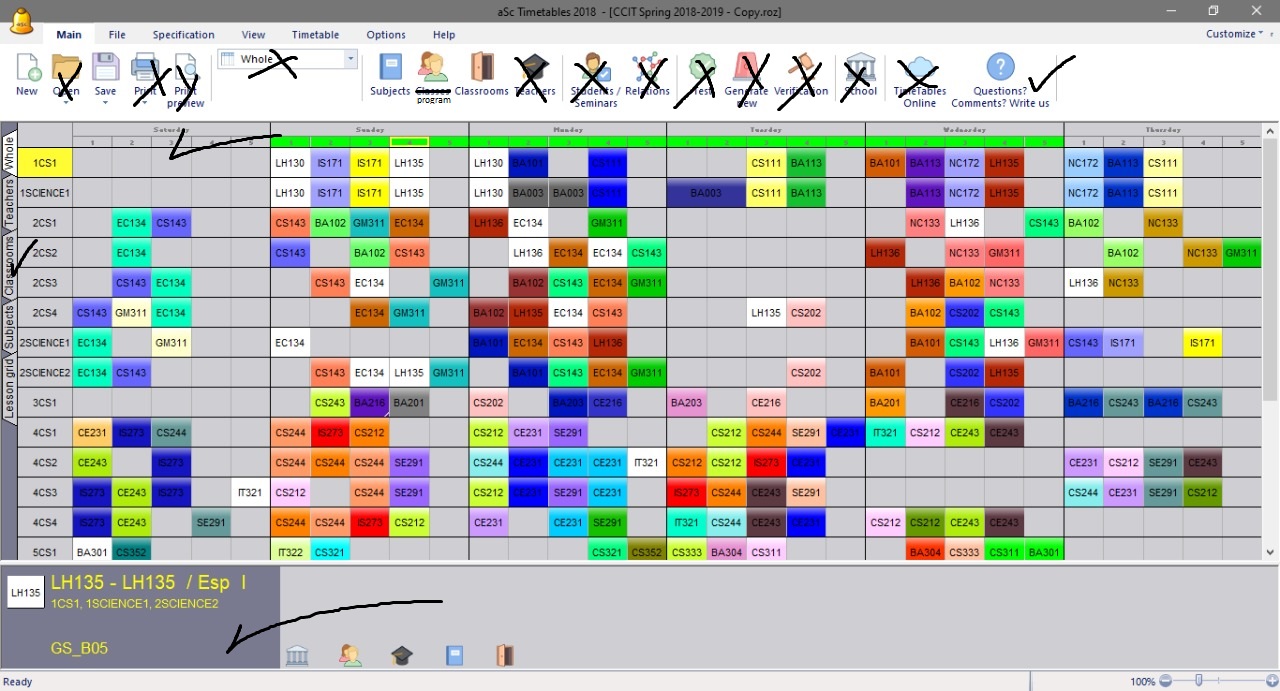 aSc Timetables 2018 - [CCIT Spring 2018-2019 - Copy.roz]
Main File Specification View Timetable Options Help Customize
Whole
New Open Save Print Print preview Subjects Classes program Classrooms Teachers Students / Seminars Relations Test Generate new Verification School TimeTables Online Questions? Comments? Write us
Whole
Teachers
Classrooms
Subjects
Lesson grid
Saturday Sunday Monday Tuesday Wednesday Thursday
1 2 3 5 1 2 3 4 5 1 2 3 4 5 1 2 3 4 5 1 2 3 4 5 1 2 3 4 5
1CS1 LH130 IS171 IS171 LH135 LH130 BA101 CS111 CS111 BA113 BA101 BA113 NC172 LH135 NC172 BA113 CS111
1SCIENCE1 LH130 IS171 IS171 LH135 LH130 BA003 BA003 CS111 BA003 CS111 BA113 BA113 NC172 LH135 NC172 BA113 CS111
2CS1 EC134 CS143 CS143 BA102 GM311 EC134 LH136 EC134 GM311 NC133 LH136 CS143 BA102 NC133
2CS2 EC134 CS143 BA102 CS143 LH136 EC134 EC134 CS143 LH136 NC133 GM311 BA102 NC133 GM311
2CS3 CS143 EC134 CS143 EC134 GM311 BA102 CS143 EC134 GM311 LH136 BA102 NC133 LH136 NC133
2CS4 CS143 GM311 EC134 EC134 GM311 BA102 LH135 EC134 CS143 LH135 CS202 BA102 CS202 CS143
2SCIENCE1 EC134 GM311 EC134 BA101 EC134 CS143 LH136 BA101 CS143 LH136 GM311 CS143 IS171 IS171
2SCIENCE2 EC134 CS143 CS143 EC134 LH135 GM311 BA101 CS143 EC134 GM311 CS202 BA101 CS202 LH135
3CS1 CS243 BA216 BA201 CS202 BA203 CE216 BA203 CE216 BA201 CE216 CS202 BA216 CS243 BA216 CS243
4CS1 CE231 IS273 CS244 CS244 IS273 CS212 CS212 CE231 SE291 CS212 CS244 SE291 CE231 IT321 CS212 CE243 CE243
4CS2 CE243 IS273 CS244 CS244 CS244 SE291 CS244 CE231 CE231 CE231 IT321 CS212 CS212 IS273 CE231 CE231 CS212 SE291 CE243
4CS3 IS273 CE243 IS273 IT321 CS212 CS244 SE291 CS212 CE231 SE291 CE231 IS273 CS244 CE243 SE291 CS244 CE231 SE291 CS212
4CS4 IS273 CE243 SE291 CS244 CS244 IS273 CS212 CE231 CE231 SE291 IT321 CS244 CE243 CE231 CS212 CS212 CE243 CE243
5CS1 BA301 CS352 IT322 CS321 CS321 CS352 CS333 BA304 CS311 BA304 CS333 CS311 BA301
LH135 LH135 - LH135 / Esp I
1CS1, 1SCIENCE1, 2SCIENCE2
GS_B05
Ready 100%